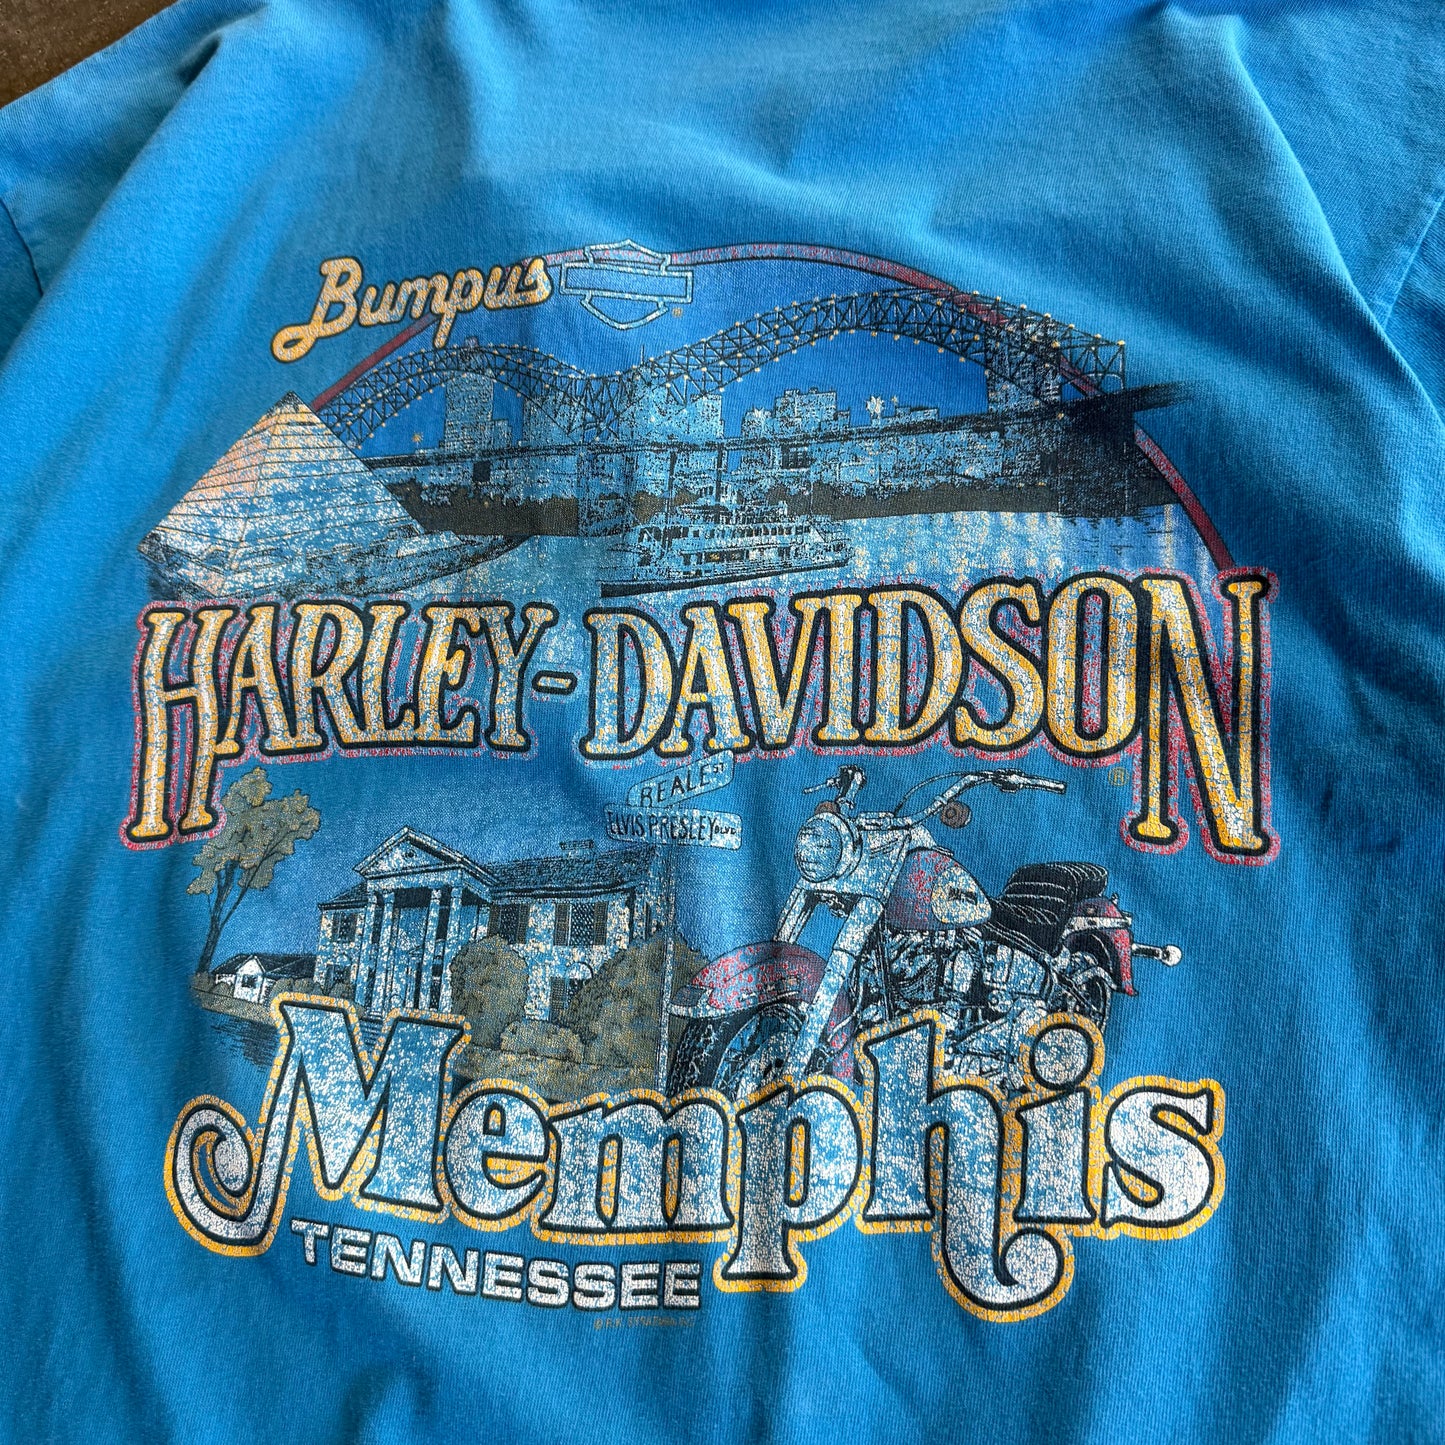 Bumpus
®
HARLEY-DAVIDSON®
BEALE ST
ELVIS PRESLEY BLVD
Memphis
TENNESSEE